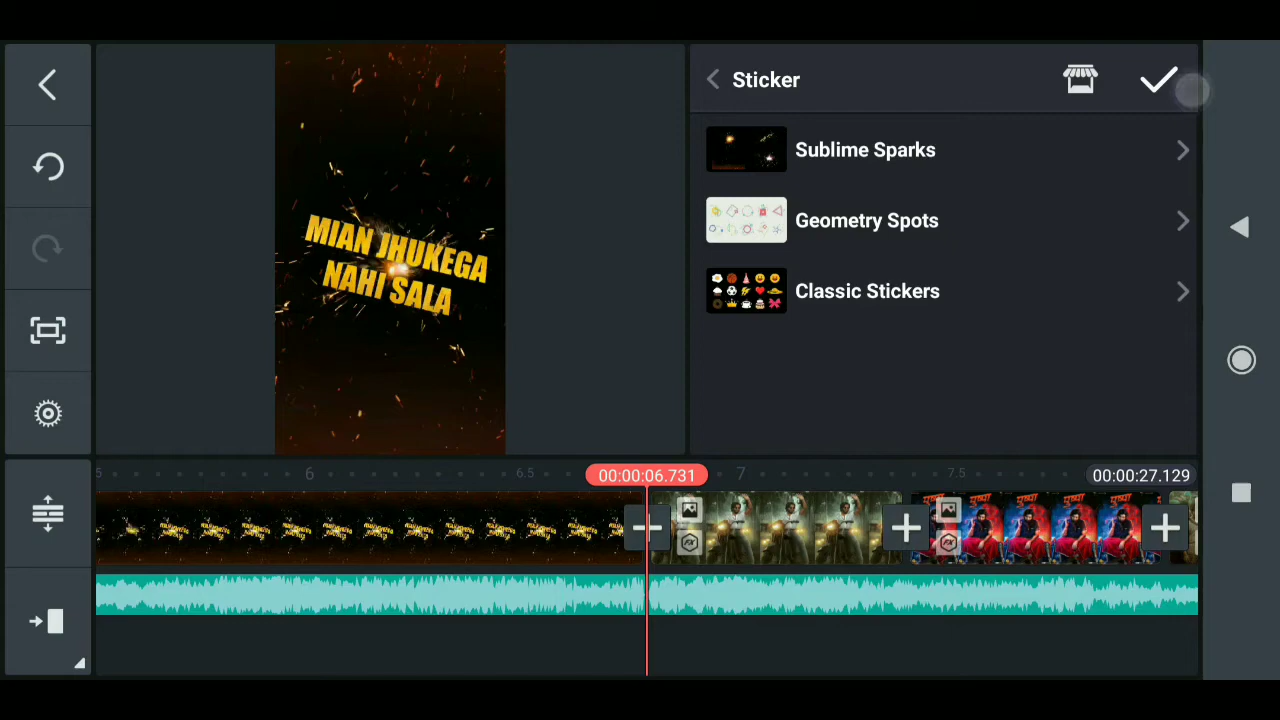 Sticker
Sublime Sparks
Geometry Spots
Classic Stickers
MIAN JHUKEGA
NAHI SALA
6
6.5
00:00:06.731
7
7.5
00:00:27.129